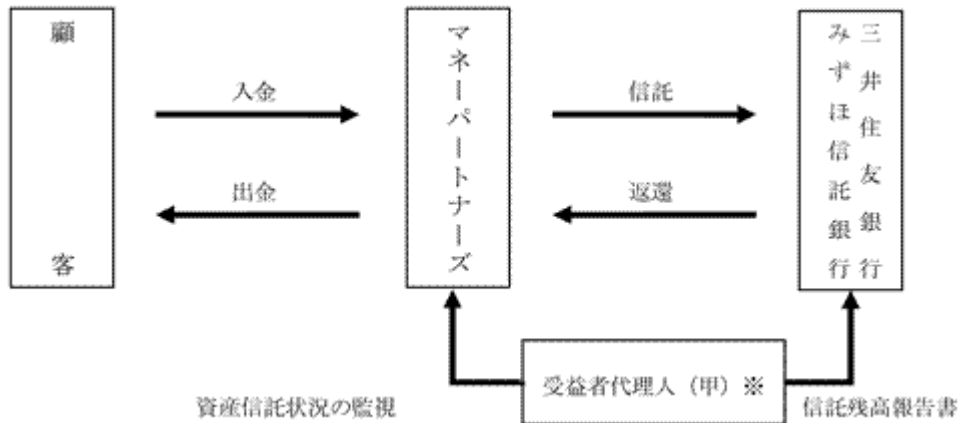 顧客
入金
出金
マネーパートナーズ
信託
返還
三井住友銀行
みずほ信託銀行
受益者代理人（甲）※
資産信託状況の監視
信託残高報告書